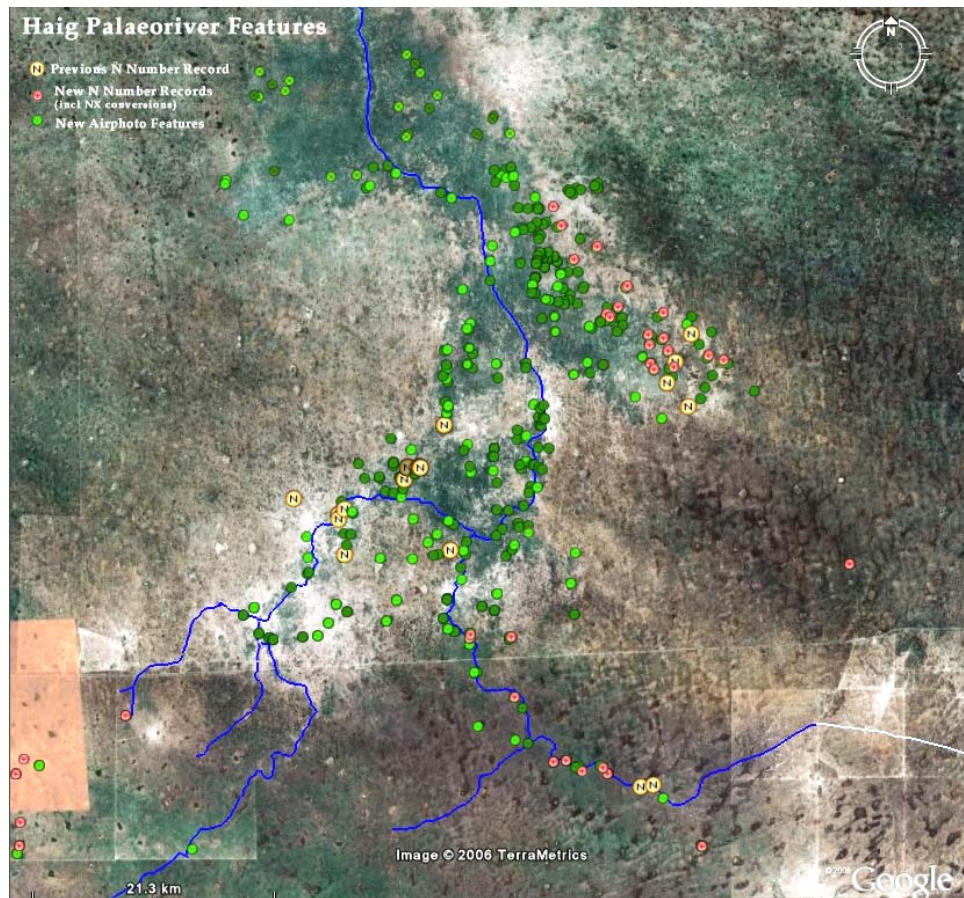 Haig Palaeoriver Features
N Previous N Number Record
New N Number Records
(incl NX conversions)
New Airphoto Features
N
Image © 2006 TerraMetrics
© 2006 Google
21.3 km